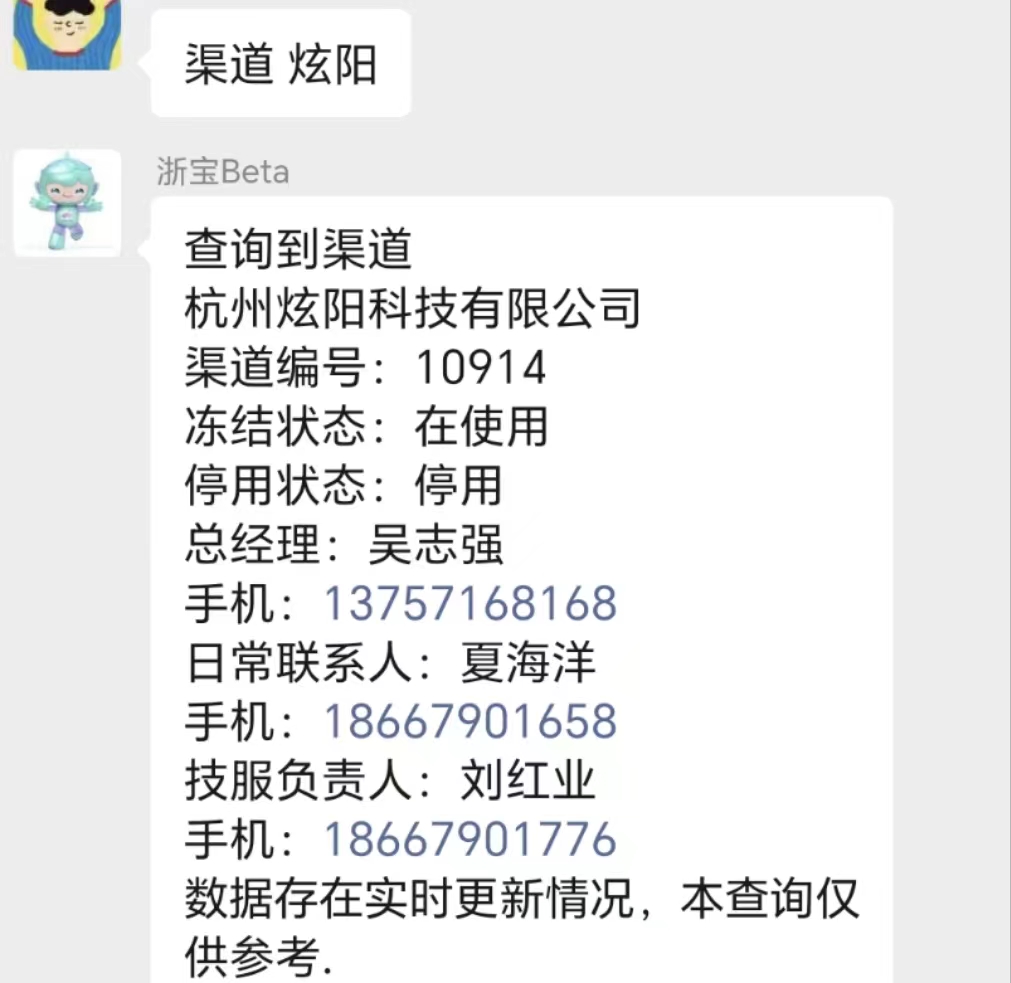 渠道 炫阳
浙宝Beta
查询到渠道
杭州炫阳科技有限公司
渠道编号：10914
冻结状态：在使用
停用状态：停用
总经理：吴志强
手机：13757168168
日常联系人：夏海洋
手机：18667901658
技服负责人：刘红业
手机：18667901776
数据存在实时更新情况，本查询仅
供参考.